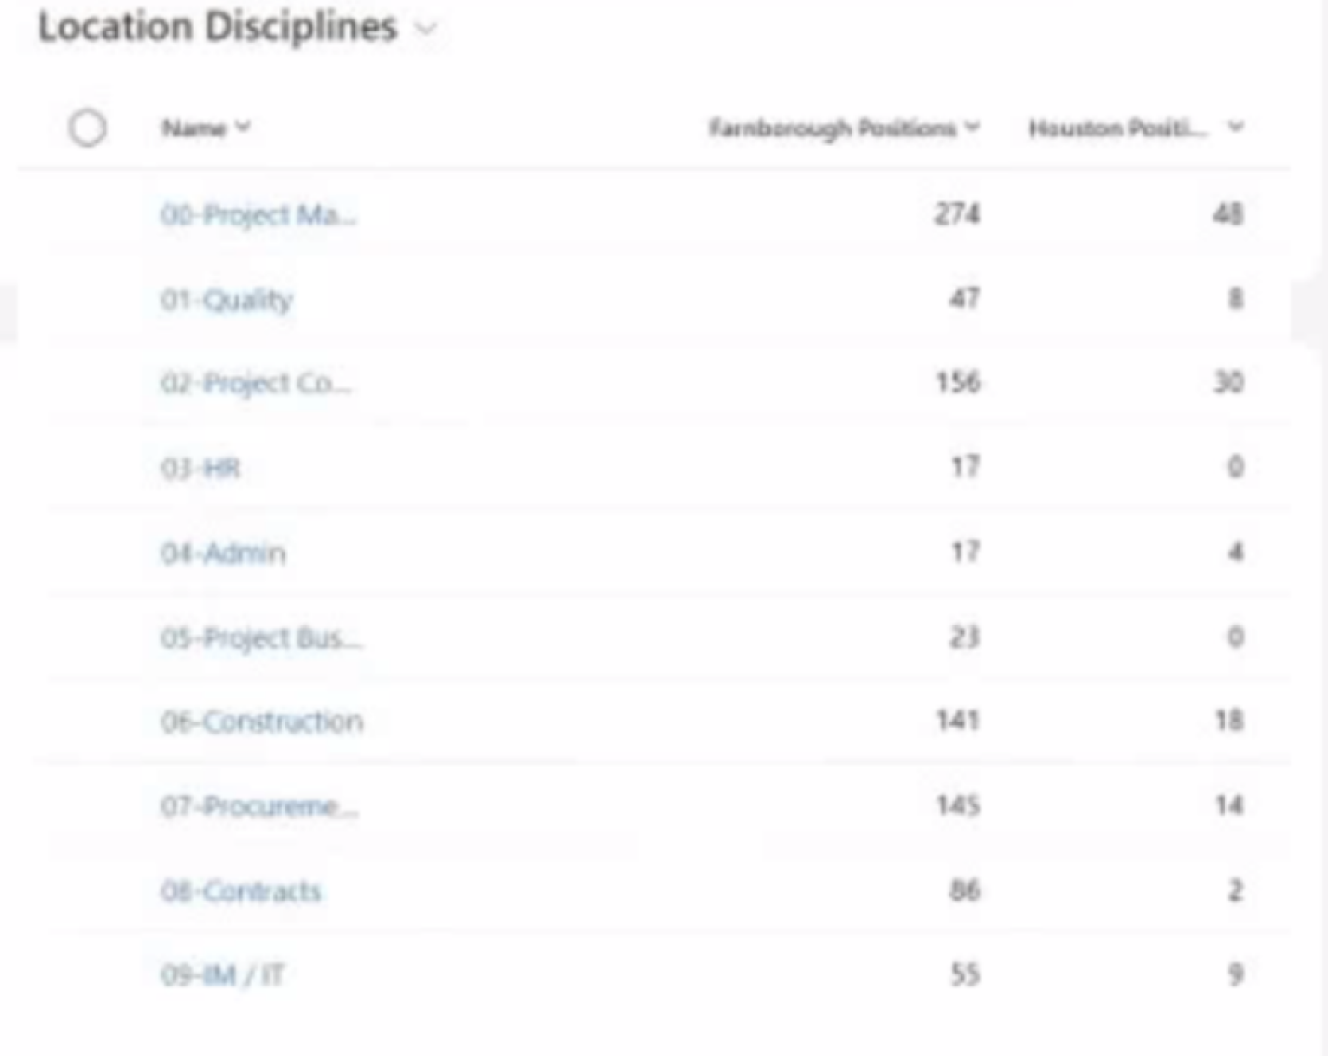 Location Disciplines
Name Farnborough Positions Houston Positi...
00-Project Ma... 274 48
01-Quality 47 8
02-Project Co... 156 30
03-HR 17 0
04-Admin 17 4
05-Project Bus... 23 0
06-Construction 141 18
07-Procureme... 145 14
08-Contracts 86 2
09-IM / IT 55 9